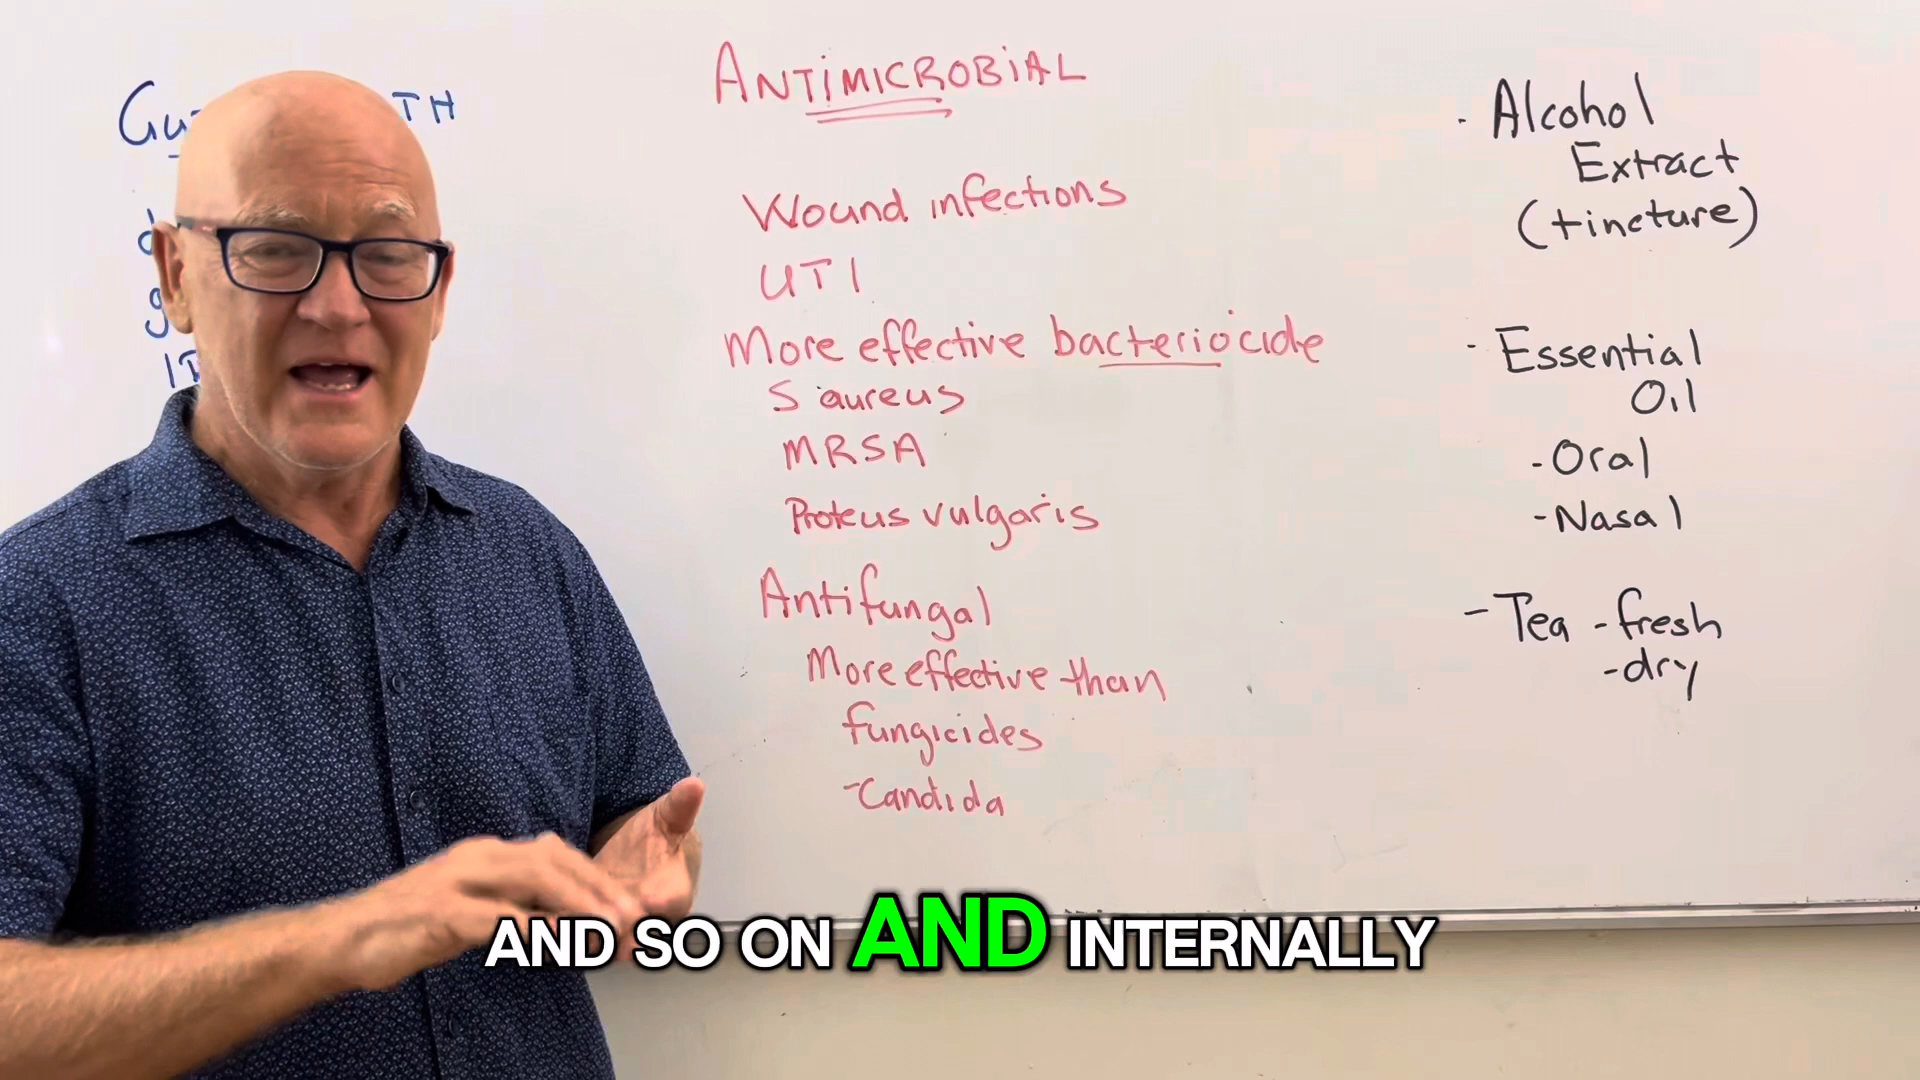 TH
ANTIMICROBIAL
Wound infections
UTI
More effective bacteriocide
S aureus
MRSA
Proteus vulgaris
Antifungal
More effective than
fungicides
-Candida
· Alcohol
Extract
(tincture)
- Essential
Oil
- Oral
- Nasal
- Tea - fresh
- dry
AND SO ON AND INTERNALLY